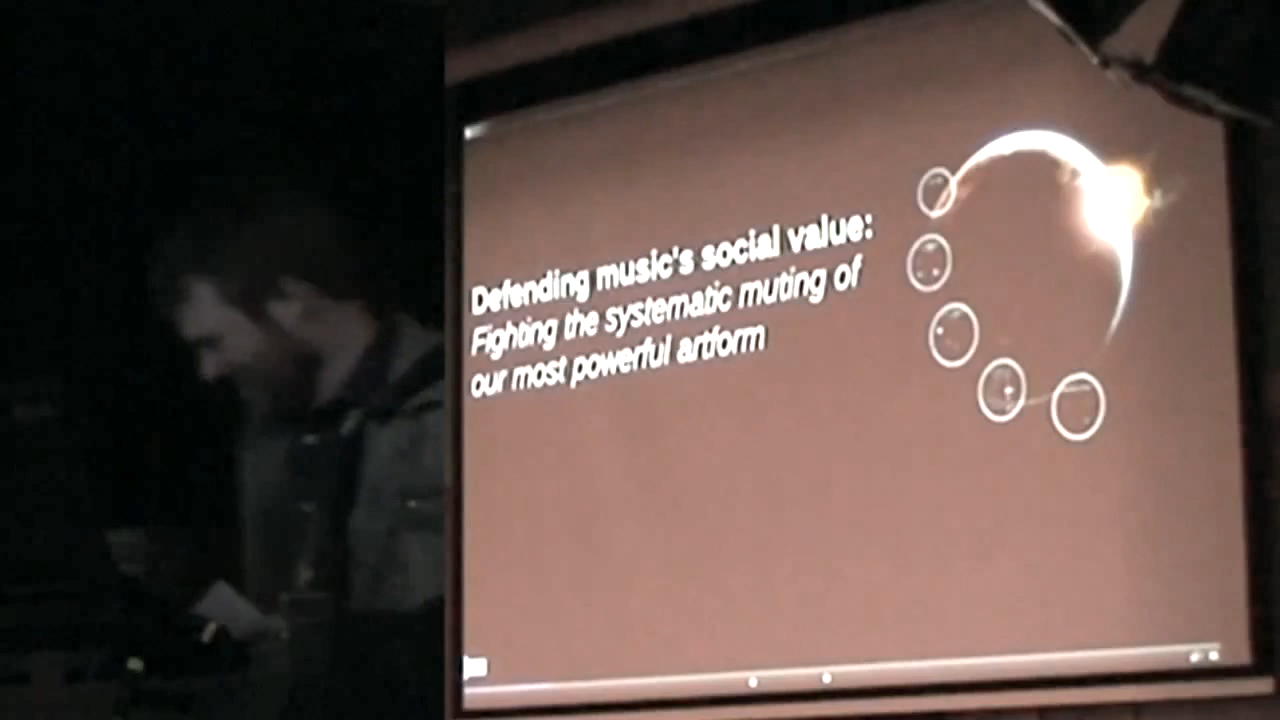 Defending music's social value:
Fighting the systematic muting of
our most powerful artform